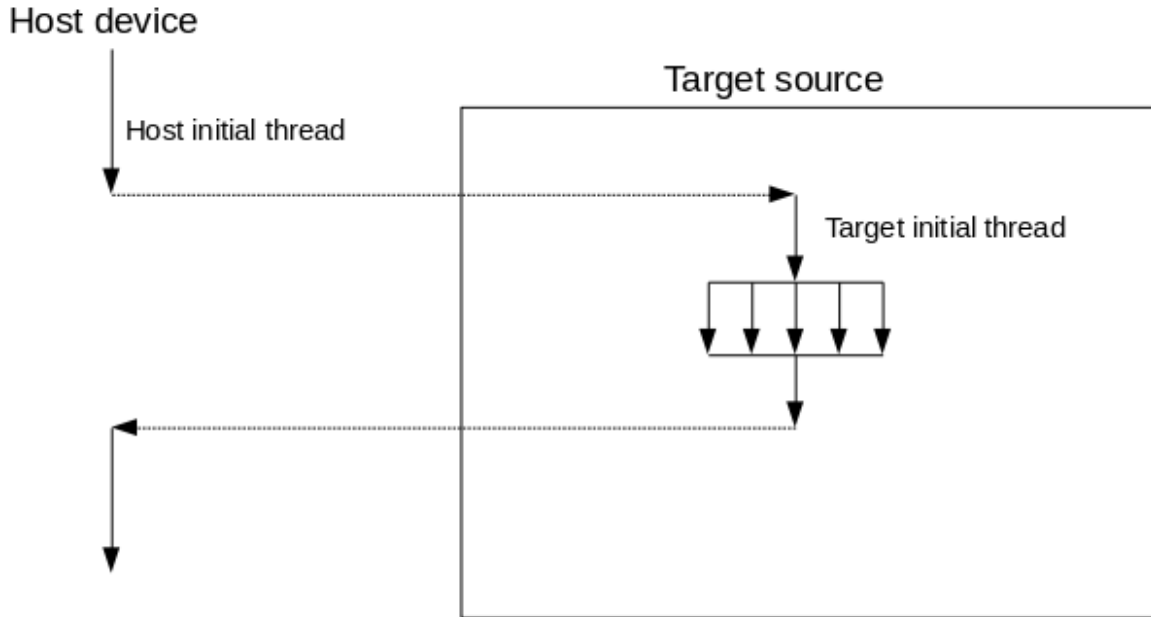 Host device
Target source
Host initial thread
Target initial thread